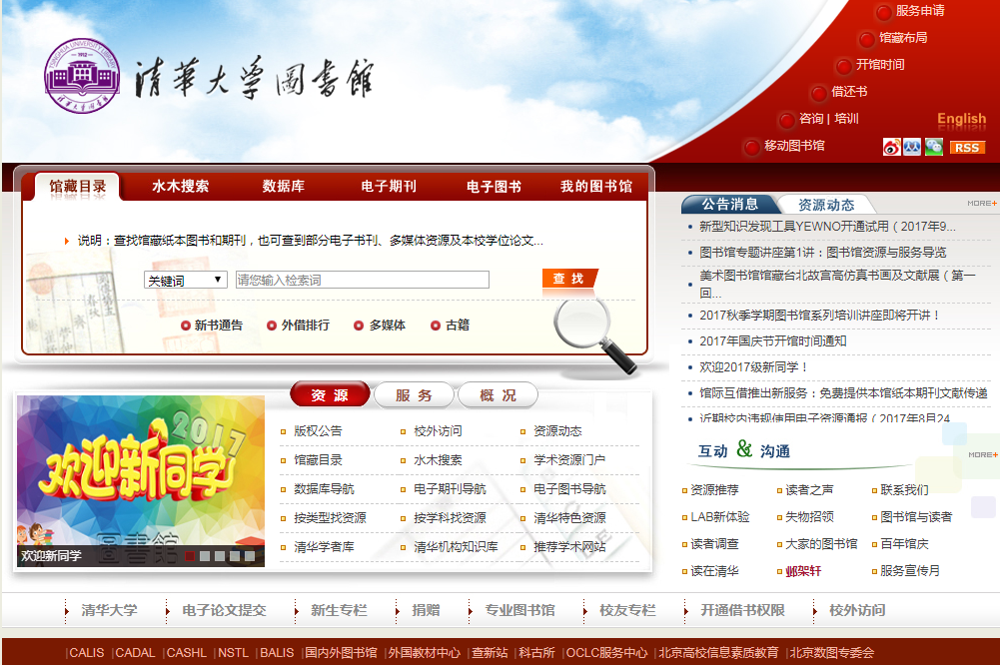 服务申请
馆藏布局
开馆时间
清華大学圖書館
借还书
咨询 | 培训
English
移动图书馆
RSS
馆藏目录 水木搜索 数据库 电子期刊 电子图书 我的图书馆
说明：查找馆藏纸本图书和期刊，也可查到部分电子书刊、多媒体资源及本校学位论文...
关键词 请您输入检索词 查 找
新书通告 外借排行 多媒体 古籍
公告消息 资源动态 MORE+
新型知识发现工具YEWNO开通试用（2017年9...
图书馆专题讲座第1讲：图书馆资源与服务导览
美术图书馆馆藏台北故宫高仿真书画及文献展（第一
回...
2017秋季学期图书馆系列培训讲座即将开讲！
2017年国庆节开馆时间通知
欢迎2017级新同学！
馆际互借推出新服务：免费提供本馆纸本期刊文献传递
近期校内违规使用电子资源通报（2017年8月24
资 源 服 务 概 况
2017
欢迎新同学
圖書館
欢迎新同学
版权公告 校外访问 资源动态
馆藏目录 水木搜索 学术资源门户
数据库导航 电子期刊导航 电子图书导航
按类型找资源 按学科找资源 清华特色资源
清华学者库 清华机构知识库 推荐学术网站
互动 & 沟通 MORE+
资源推荐 读者之声 联系我们
LAB新体验 失物招领 图书馆与读者
读者调查 大家的图书馆 百年馆庆
读在清华 邺架轩 服务宣传月
清华大学 电子论文提交 新生专栏 捐赠 专业图书馆 校友专栏 开通借书权限 校外访问
|CALIS |CADAL |CASHL |NSTL |BALIS |国内外图书馆 |外国教材中心 |查新站 |科古所 |OCLC服务中心 |北京高校信息素质教育 |北京数图专委会